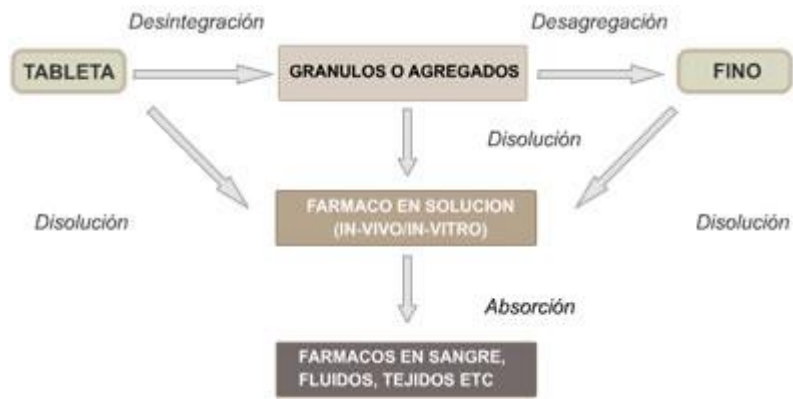 Desintegración
Desagregación
TABLETA
GRANULOS O AGREGADOS
FINO
Disolución
Disolución
FARMACO EN SOLUCION
(IN-VIVO/IN-VITRO)
Disolución
Absorción
FARMACOS EN SANGRE,
FLUIDOS, TEJIDOS ETC